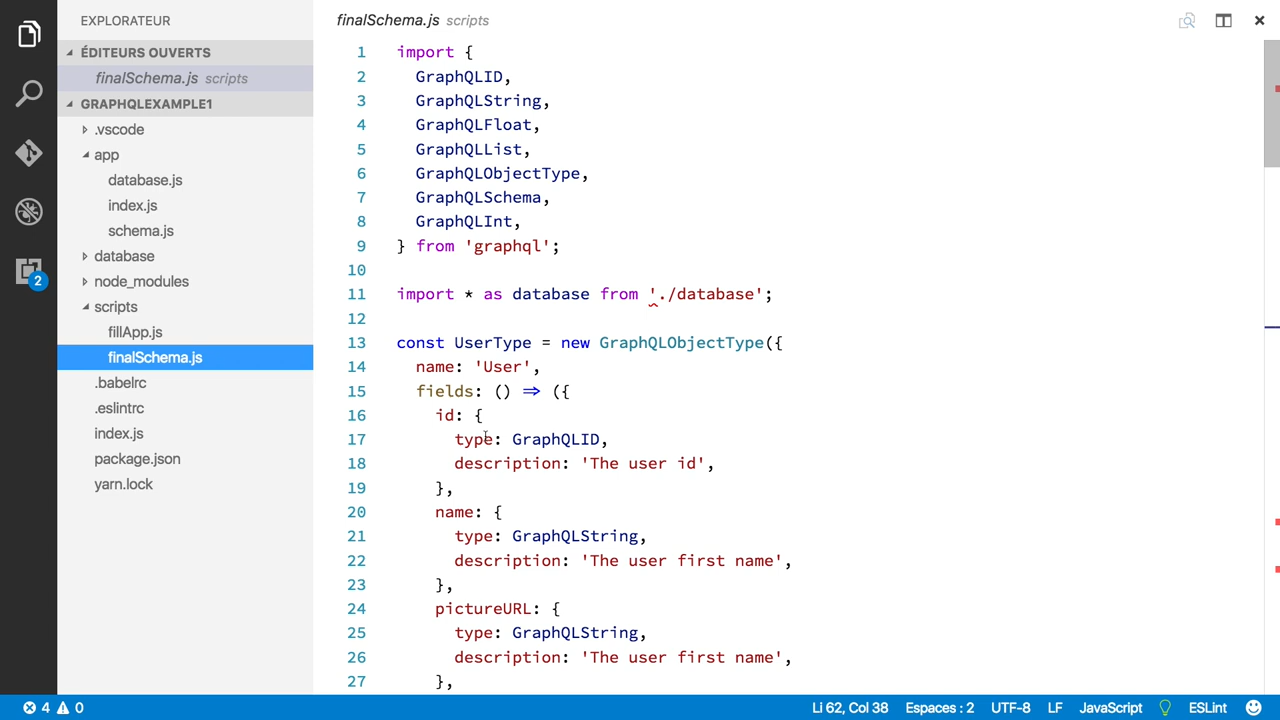 EXPLORATEUR
ÉDITEURS OUVERTS
finalSchema.js scripts
GRAPHQLEXAMPLE1
.vscode
app
database.js
index.js
schema.js
database
node_modules
scripts
fillApp.js
finalSchema.js
.babelrc
.eslintrc
index.js
package.json
yarn.lock
2
finalSchema.js scripts
1 import {
2 GraphQLID,
3 GraphQLString,
4 GraphQLFloat,
5 GraphQLList,
6 GraphQLObjectType,
7 GraphQLSchema,
8 GraphQLInt,
9 } from 'graphql';
10
11 import * as database from './database';
12
13 const UserType = new GraphQLObjectType({
14 name: 'User',
15 fields: () => ({
16 id: {
17 type: GraphQLID,
18 description: 'The user id',
19 },
20 name: {
21 type: GraphQLString,
22 description: 'The user first name',
23 },
24 pictureURL: {
25 type: GraphQLString,
26 description: 'The user first name',
27 },
4 0 Li 62, Col 38 Espaces : 2 UTF-8 LF JavaScript ESLint